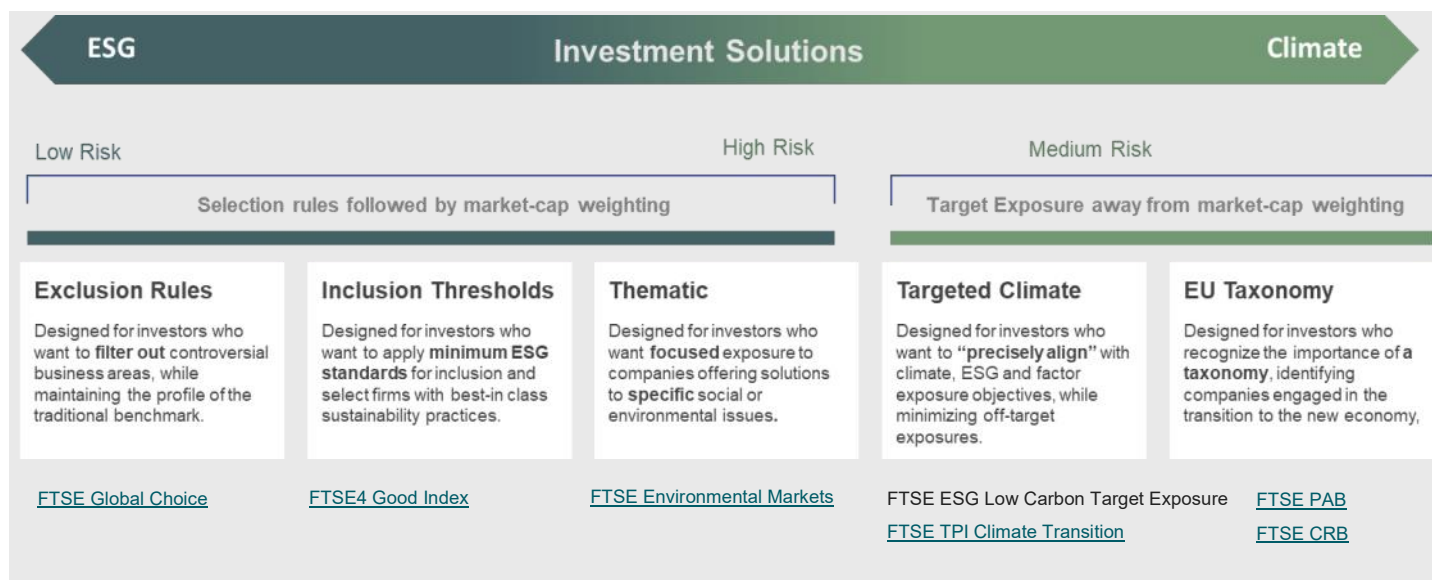 ESG
Investment Solutions
Climate
Low Risk
High Risk
Medium Risk
Selection rules followed by market-cap weighting
Target Exposure away from market-cap weighting
Exclusion Rules
Designed for investors who
want to filter out controversial
business areas, while
maintaining the profile of the
traditional benchmark.
Inclusion Thresholds
Designed for investors who
want to apply minimum ESG
standards for inclusion and
select firms with best-in class
sustainability practices.
Thematic
Designed for investors who
want focused exposure to
companies offering solutions
to specific social or
environmental issues.
Targeted Climate
Designed for investors who
want to “precisely align” with
climate, ESG and factor
exposure objectives, while
minimizing off-target
exposures.
EU Taxonomy
Designed for investors who
recognize the importance of a
taxonomy, identifying
companies engaged in the
transition to the new economy,
FTSE Global Choice
FTSE4 Good Index
FTSE Environmental Markets
FTSE ESG Low Carbon Target Exposure
FTSE TPI Climate Transition
FTSE PAB
FTSE CRB